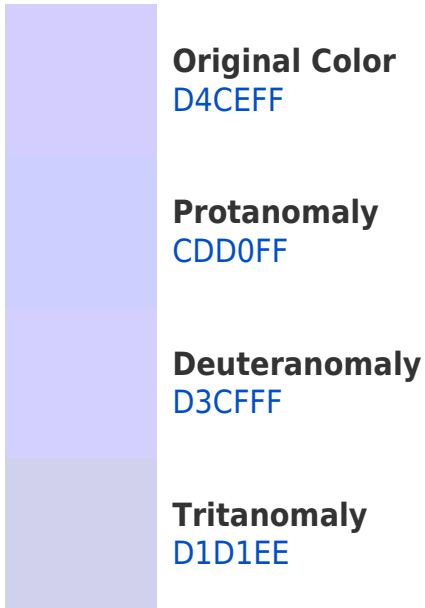 Original Color
D4CEFF
Protanomaly
CDD0FF
Deuteranomaly
D3CFFF
Tritanomaly
D1D1EE